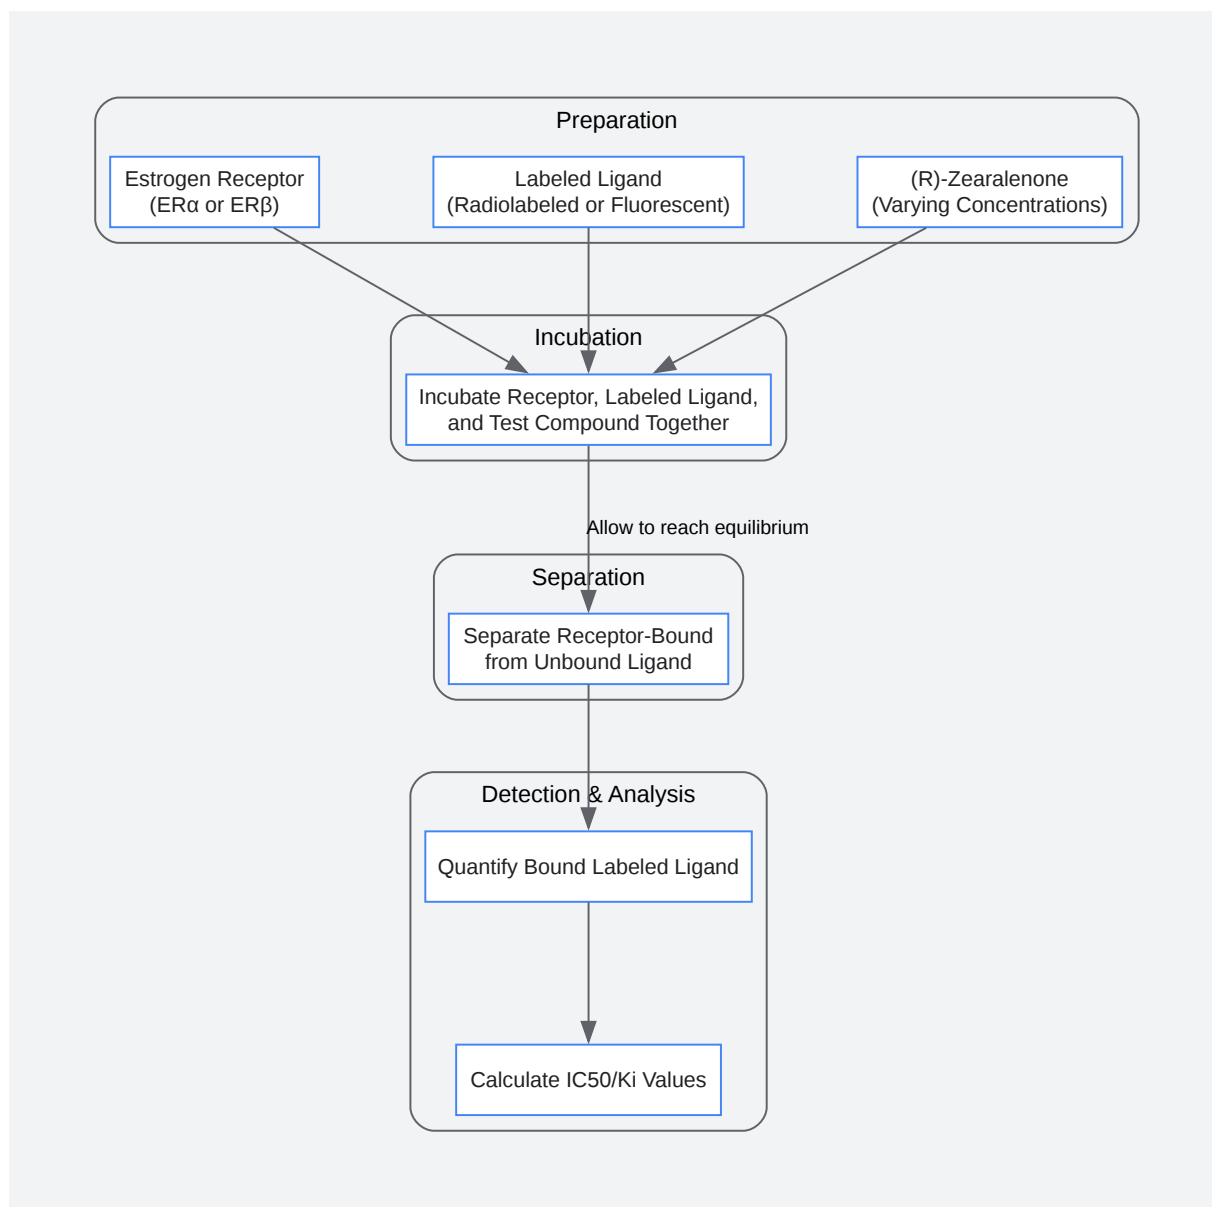 Preparation
Estrogen Receptor
(ERα or ERβ)
Labeled Ligand
(Radiolabeled or Fluorescent)
(R)-Zearalenone
(Varying Concentrations)
Incubation
Incubate Receptor, Labeled Ligand,
and Test Compound Together
Allow to reach equilibrium
Separation
Separate Receptor-Bound
from Unbound Ligand
Detection & Analysis
Quantify Bound Labeled Ligand
Calculate IC50/Ki Values